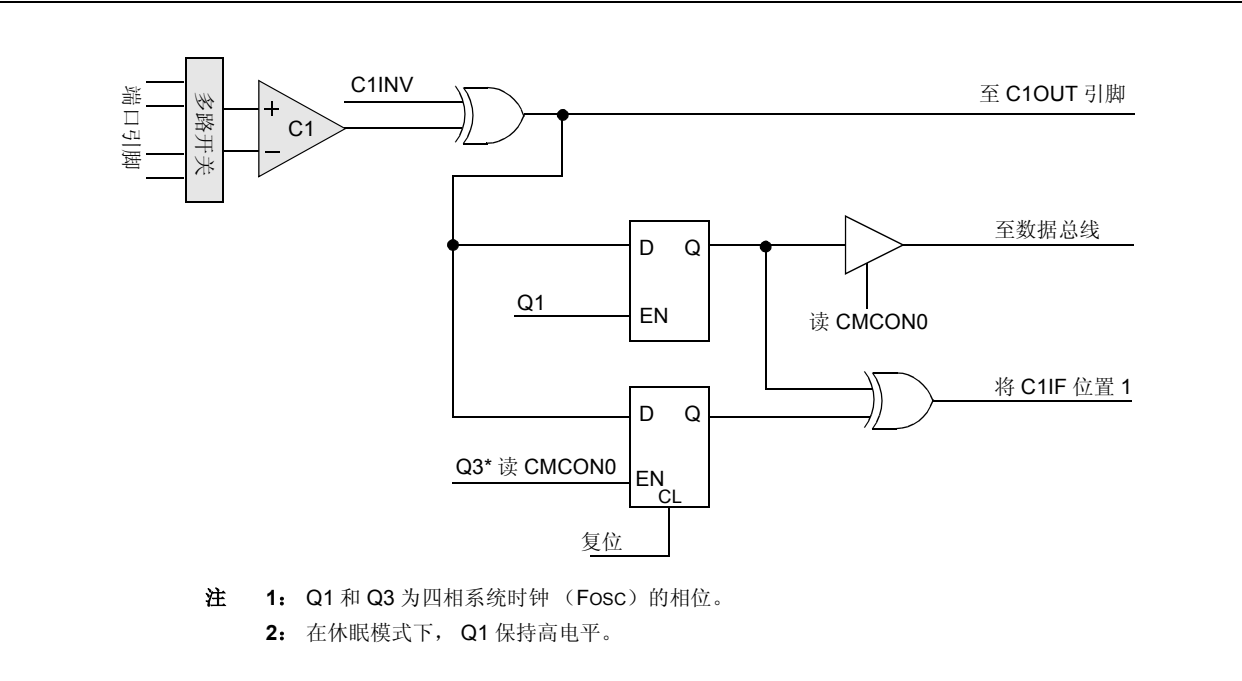 端口引脚
多路开关
+
−
C1
C1INV
至 C1OUT 引脚
D Q
EN
Q1
至数据总线
读 CMCON0
D Q
EN
CL
Q3* 读 CMCON0
复位
将 C1IF 位置 1
注 1： Q1 和 Q3 为四相系统时钟 （FOSC）的相位。
2： 在休眠模式下， Q1 保持高电平。